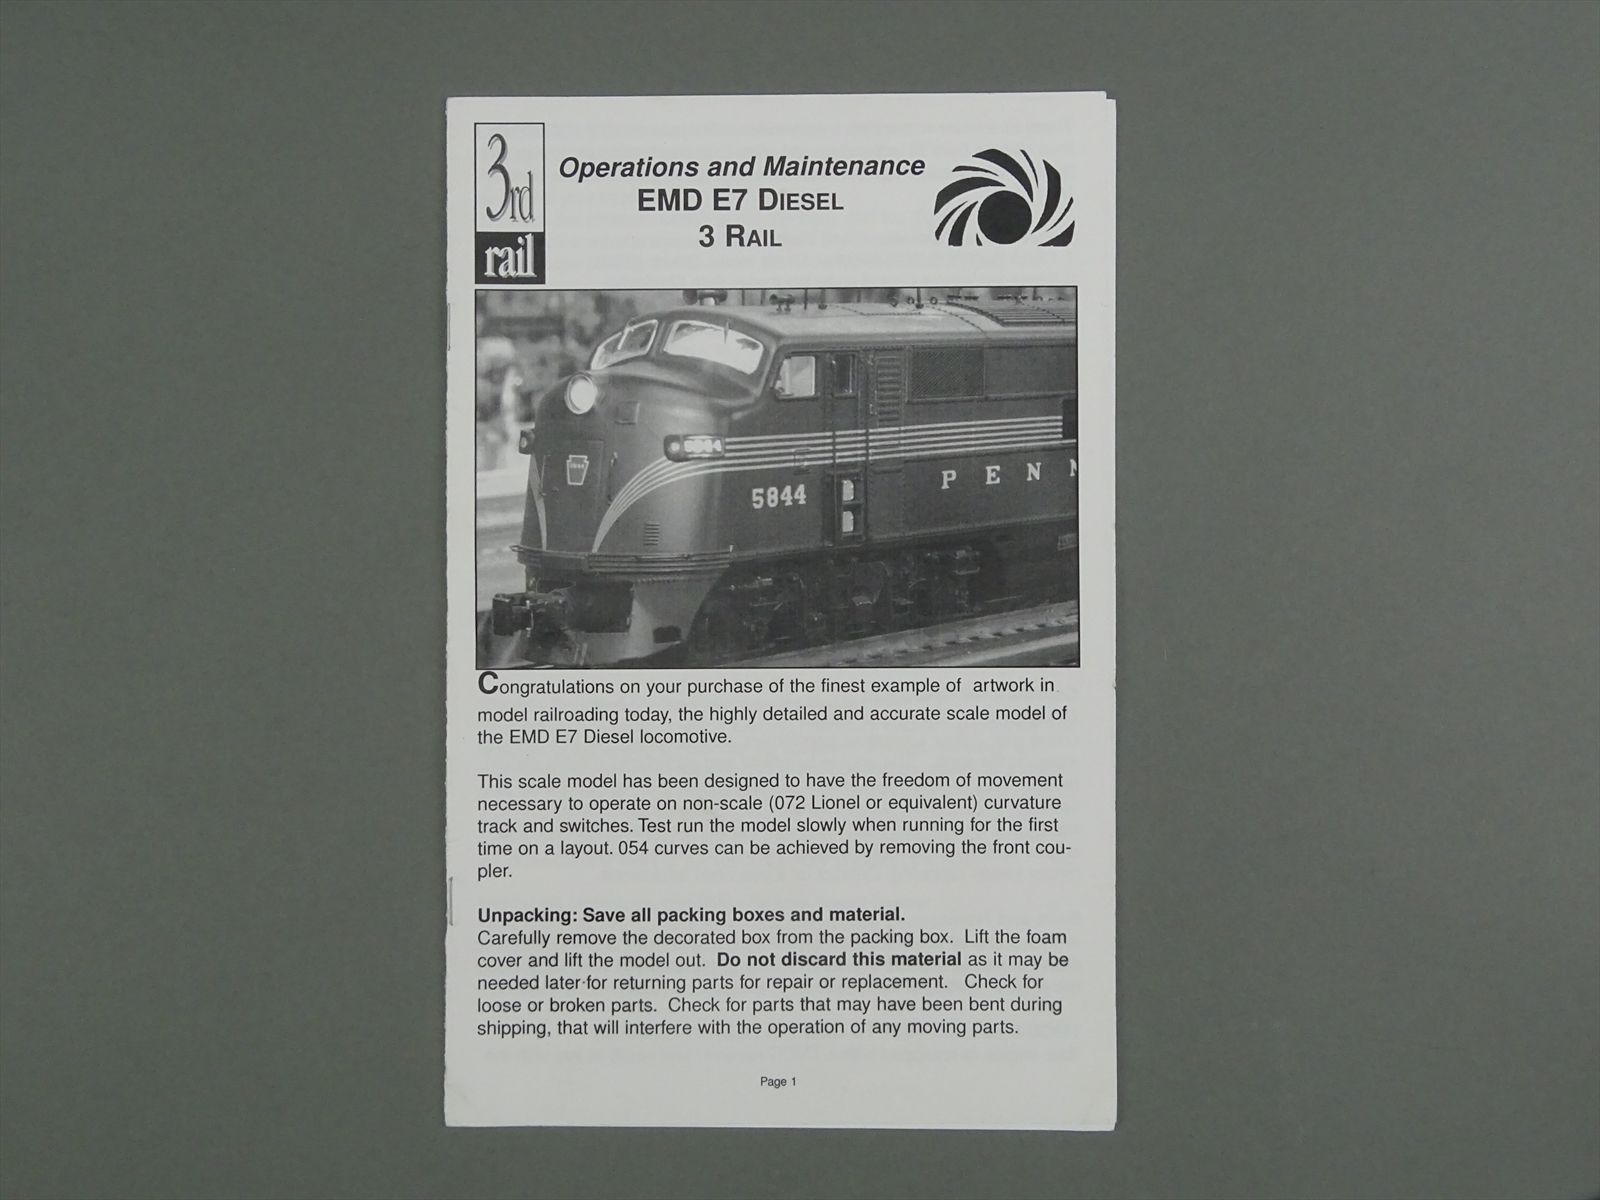 3rd
rail
Operations and Maintenance
EMD E7 DIESEL
3 RAIL
5844
5844
P E N N
Congratulations on your purchase of the finest example of artwork in
model railroading today, the highly detailed and accurate scale model of
the EMD E7 Diesel locomotive.
This scale model has been designed to have the freedom of movement
necessary to operate on non-scale (072 Lionel or equivalent) curvature
track and switches. Test run the model slowly when running for the first
time on a layout. 054 curves can be achieved by removing the front cou-
pler.
Unpacking: Save all packing boxes and material.
Carefully remove the decorated box from the packing box. Lift the foam
cover and lift the model out. Do not discard this material as it may be
needed later for returning parts for repair or replacement. Check for
loose or broken parts. Check for parts that may have been bent during
shipping, that will interfere with the operation of any moving parts.
Page 1